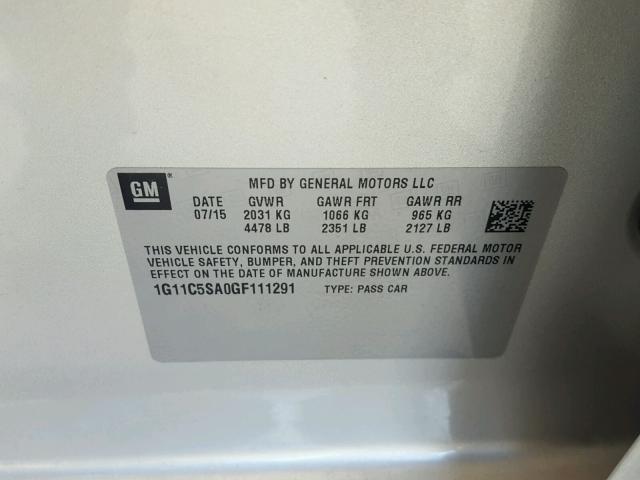 GM ®
MFD BY GENERAL MOTORS LLC
DATE GVWR GAWR FRT GAWR RR
07/15 2031 KG 1066 KG 965 KG
4478 LB 2351 LB 2127 LB
THIS VEHICLE CONFORMS TO ALL APPLICABLE U.S. FEDERAL MOTOR
VEHICLE SAFETY, BUMPER, AND THEFT PREVENTION STANDARDS IN
EFFECT ON THE DATE OF MANUFACTURE SHOWN ABOVE.
1G11C5SA0GF111291 TYPE: PASS CAR